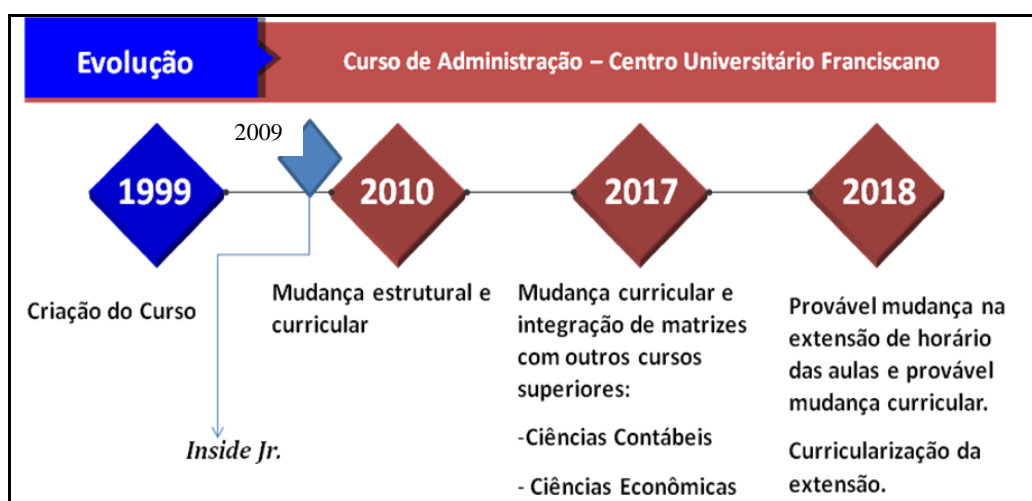 Evolução
Curso de Administração – Centro Universitário Franciscano
2009
1999
2010
2017
2018
Criação do Curso
Mudança estrutural e
curricular
Mudança curricular e
integração de matrizes
com outros cursos
superiores:
-Ciências Contábeis
- Ciências Econômicas
Provável mudança na
extensão de horário
das aulas e provável
mudança curricular.
Curricularização da
extensão.
Inside Jr.